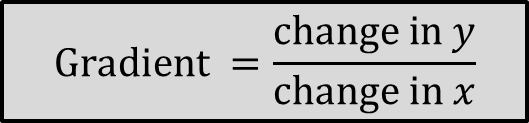 change in y
Gradient =
change in x